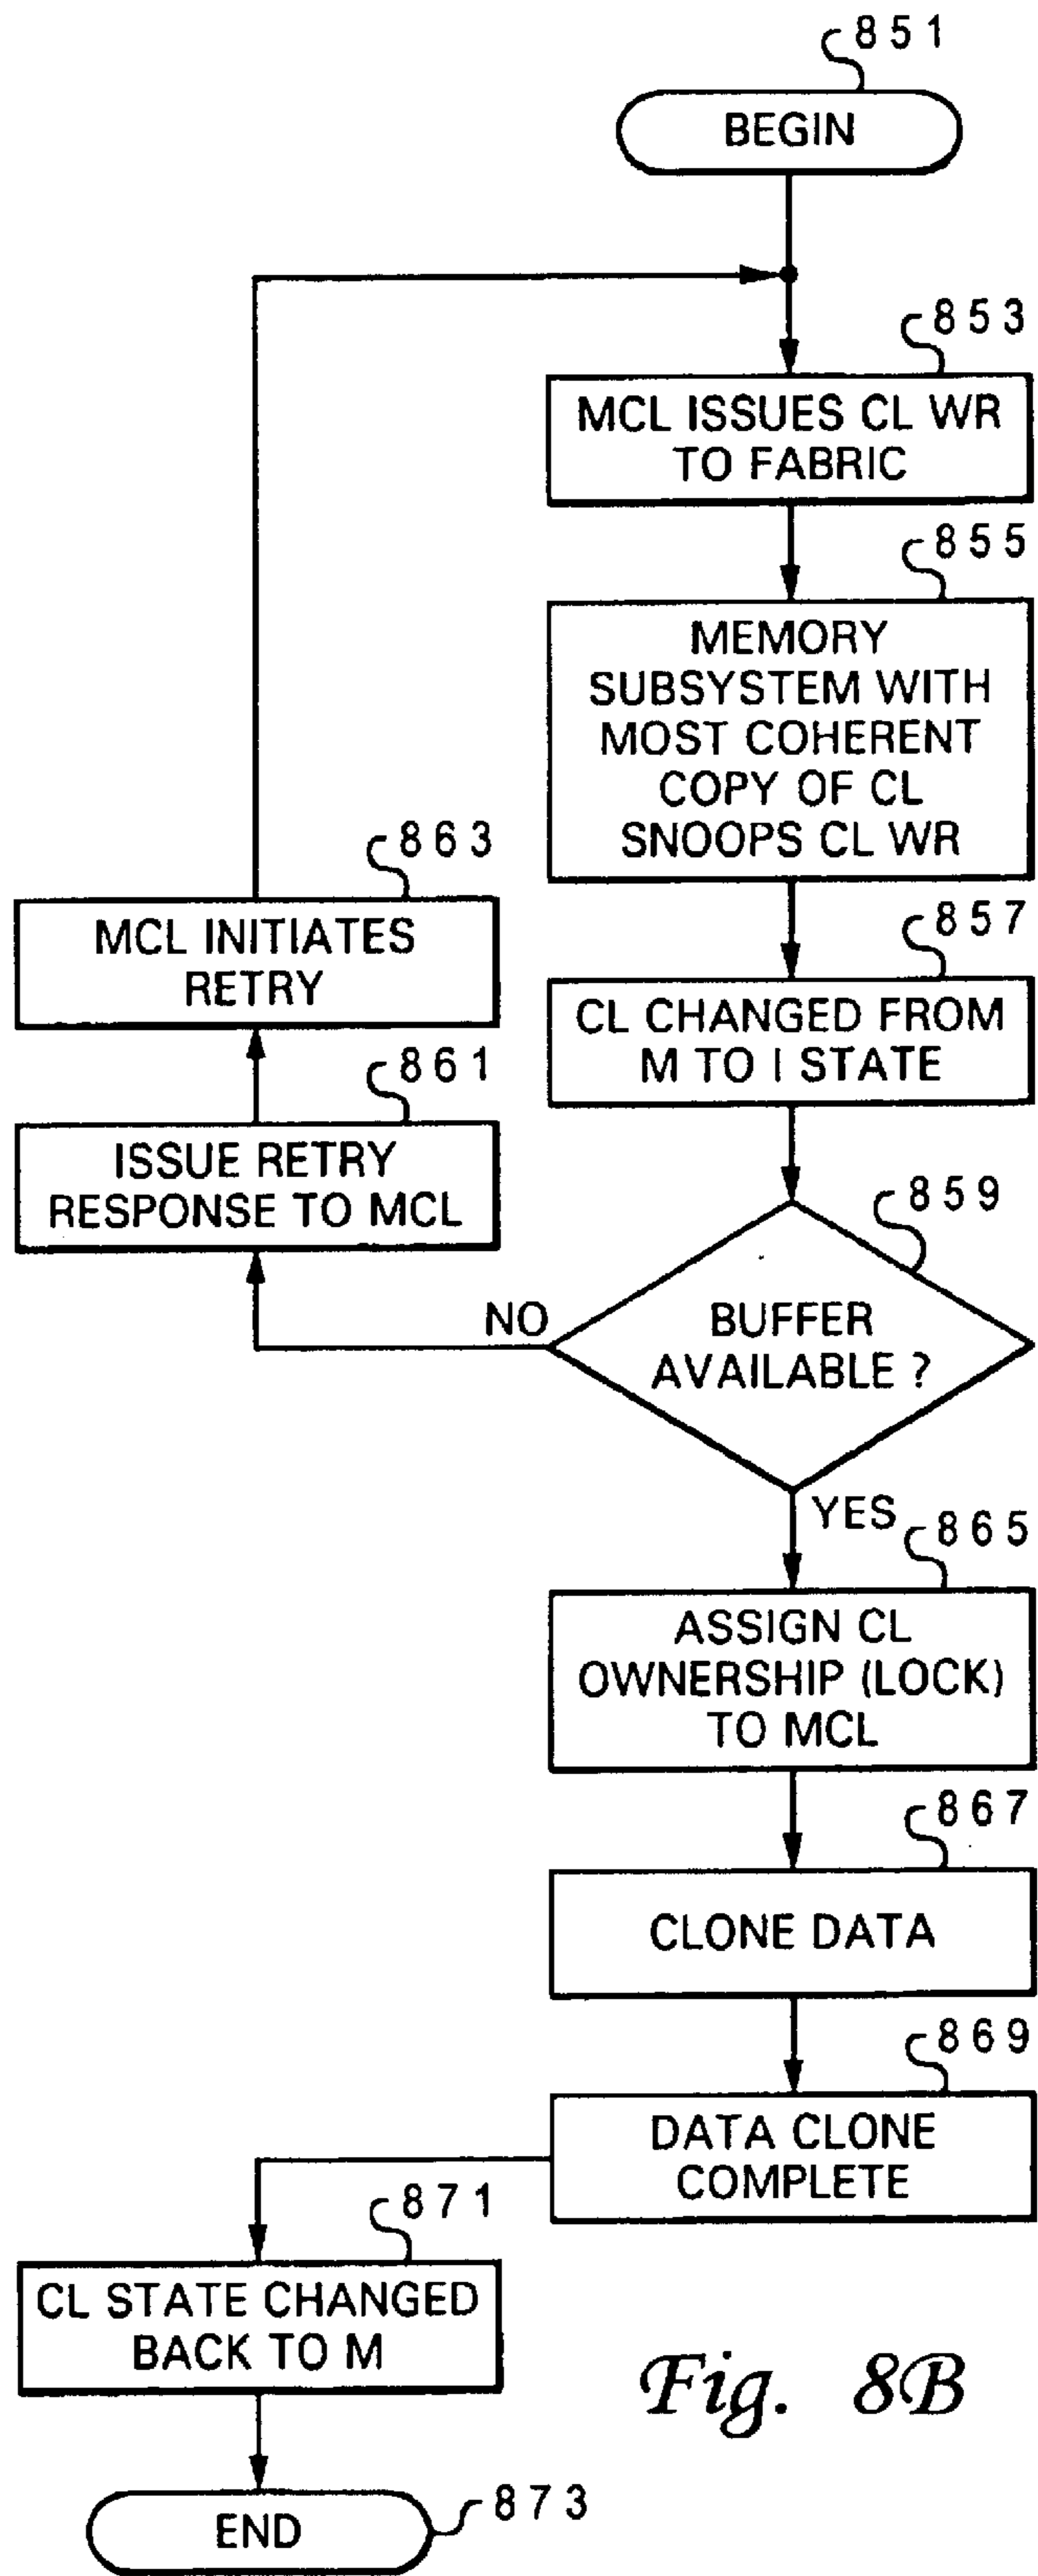 851
BEGIN
853
MCL ISSUES CL WR
TO FABRIC
855
MEMORY
SUBSYSTEM WITH
MOST COHERENT
COPY OF CL
SNOOPS CL WR
857
CL CHANGED FROM
M TO I STATE
859
BUFFER
AVAILABLE ?
NO
861
ISSUE RETRY
RESPONSE TO MCL
863
MCL INITIATES
RETRY
YES
865
ASSIGN CL
OWNERSHIP (LOCK)
TO MCL
867
CLONE DATA
869
DATA CLONE
COMPLETE
871
CL STATE CHANGED
BACK TO M
873
END
Fig. 8B